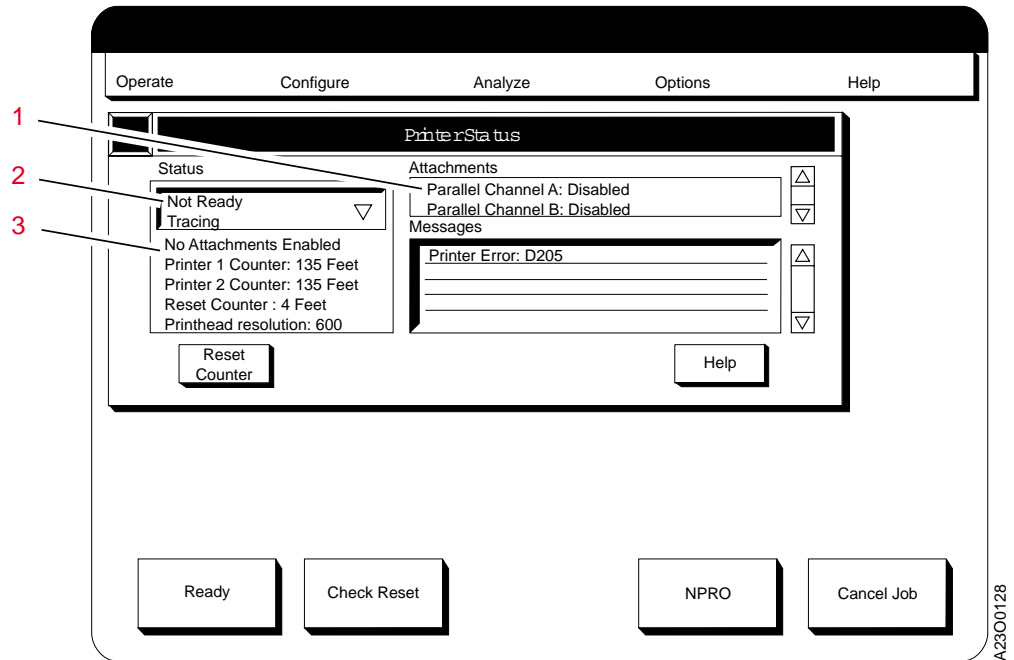 Operate Configure Analyze Options Help
1
2
3
PrinterStatus
Status
Not Ready
Tracing
No Attachments Enabled
Printer 1 Counter: 135 Feet
Printer 2 Counter: 135 Feet
Reset Counter : 4 Feet
Printhead resolution: 600
Attachments
Parallel Channel A: Disabled
Parallel Channel B: Disabled
Messages
Printer Error: D205
Reset
Counter
Help
Ready
Check Reset
NPRO
Cancel Job
A23O0128